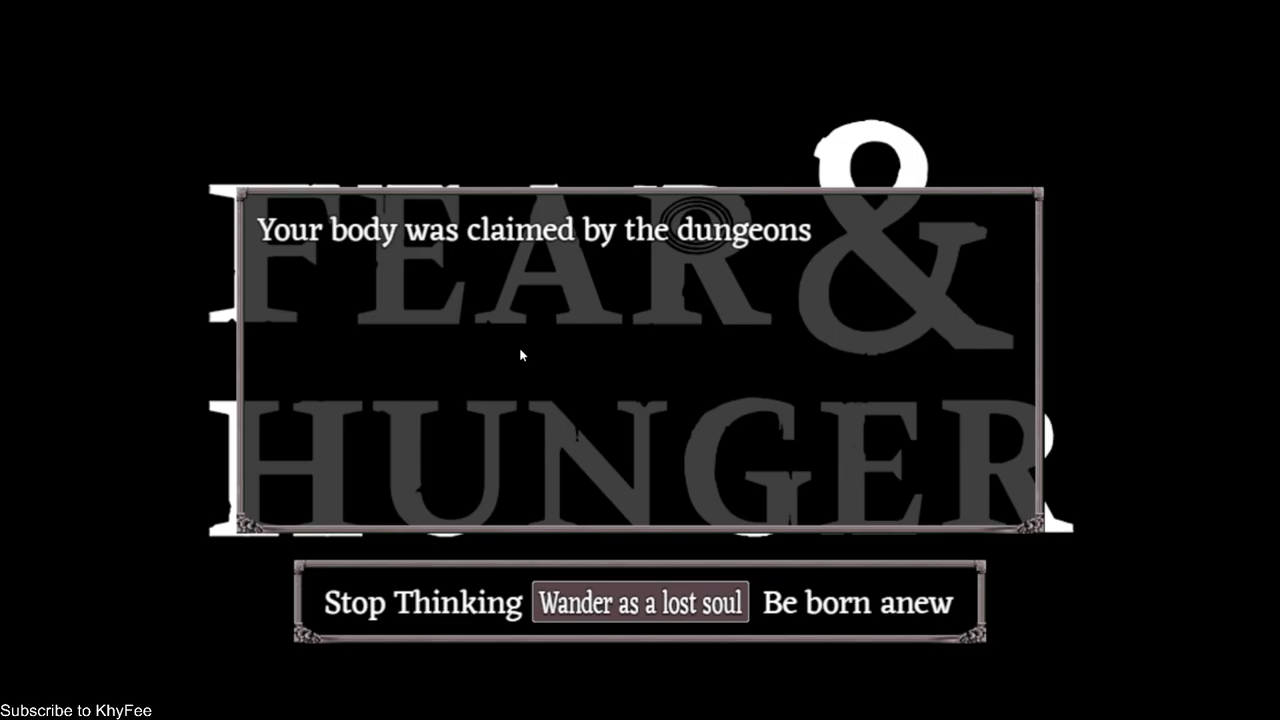 FEAR &
Your body was claimed by the dungeons
HUNGER
Stop Thinking Wander as a lost soul Be born anew
Subscribe to KhyFee